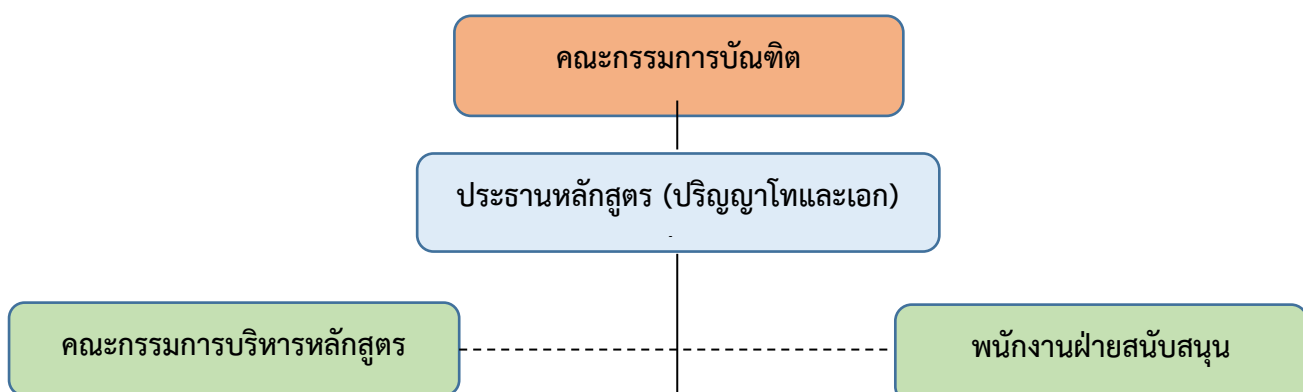 คณะกรรมการบัณฑิต
ประธานหลักสูตร (ปริญญาโทและเอก)
คณะกรรมการบริหารหลักสูตร
พนักงานฝ่ายสนับสนุน